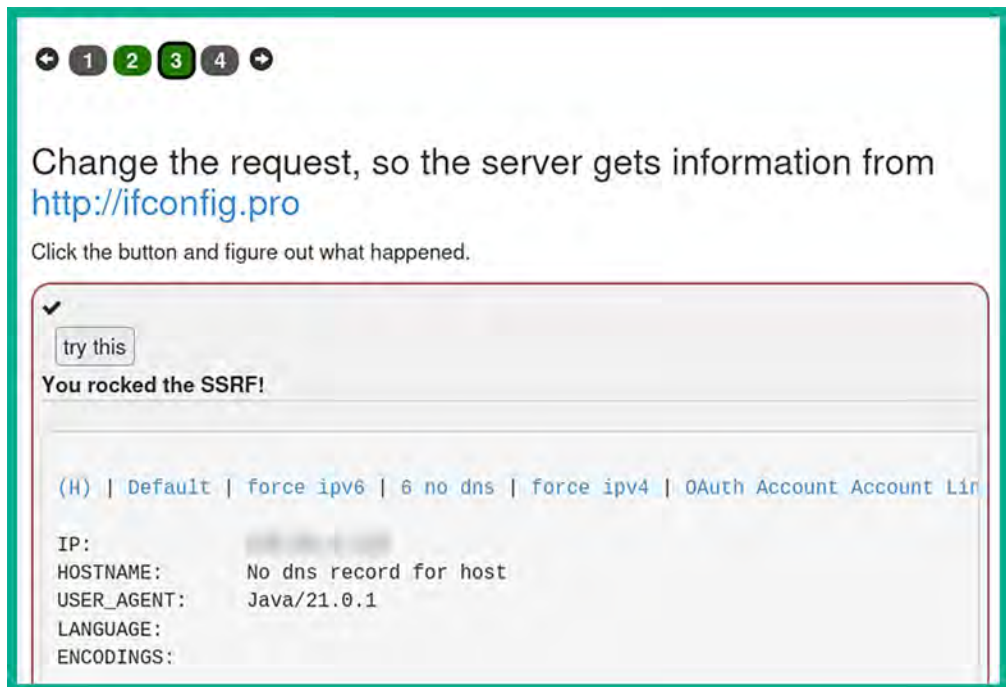 1 2 3 4
Change the request, so the server gets information from
http://ifconfig.pro
Click the button and figure out what happened.
try this
You rocked the SSRF!
(H) | Default | force ipv6 | 6 no dns | force ipv4 | OAuth Account Account Lin
IP:
HOSTNAME: No dns record for host
USER_AGENT: Java/21.0.1
LANGUAGE:
ENCODINGS: